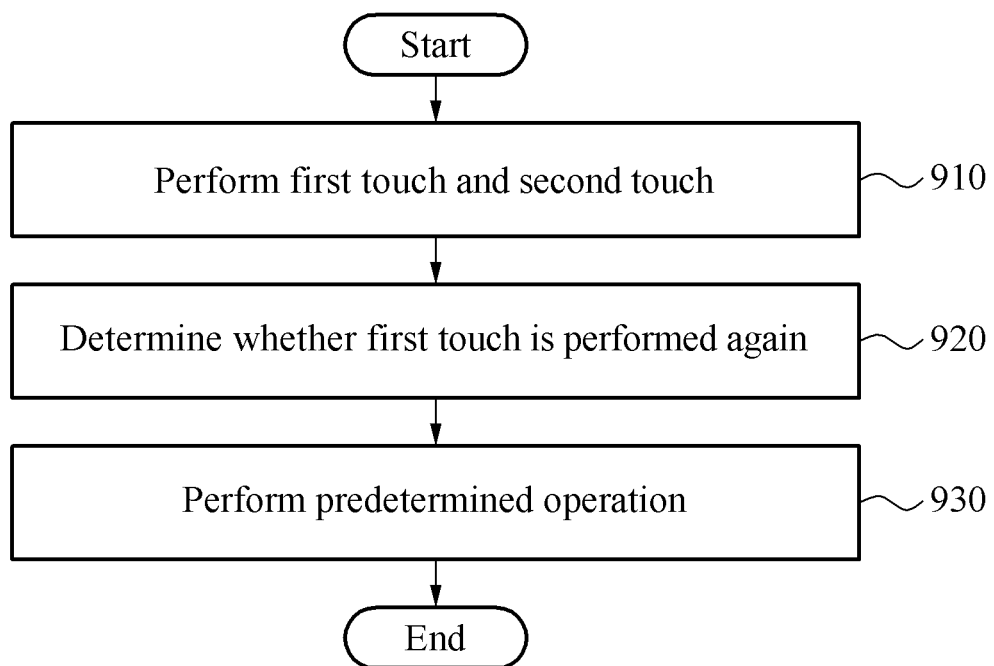 Start
Perform first touch and second touch
910
Determine whether first touch is performed again
920
Perform predetermined operation
930
End